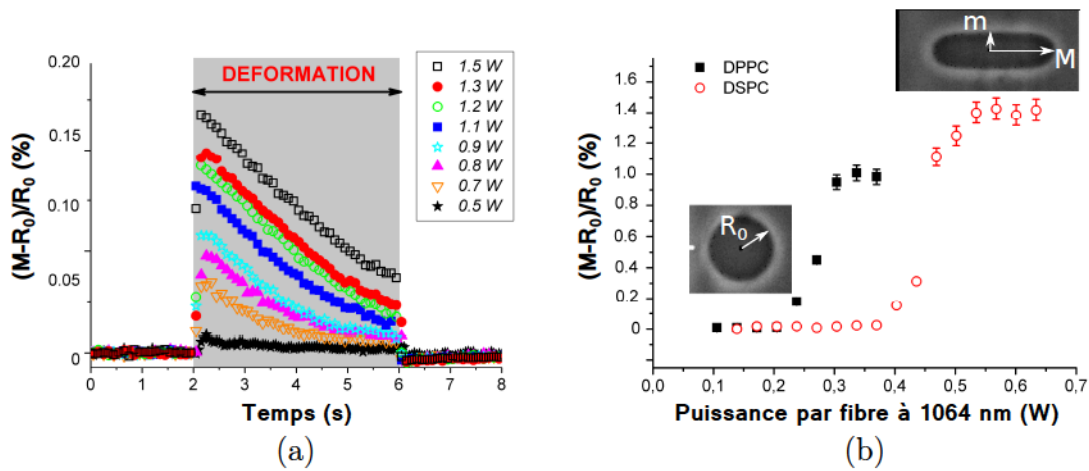 0.20
0.15
0.10
0.05
0
(M-R₀)/R₀ (%)
DEFORMATION
1.5 W
1.3 W
1.2 W
1.1 W
0.9 W
0.8 W
0.7 W
0.5 W
0 1 2 3 4 5 6 7 8
Temps (s)
(a)
1.6
1.4
1.2
1.0
0.8
0.6
0.4
0.2
0
(M-R₀)/R₀ (%)
DPPC
DSPC
m
M
R₀
0,0 0,1 0,2 0,3 0,4 0,5 0,6 0,7
Puissance par fibre à 1064 nm (W)
(b)